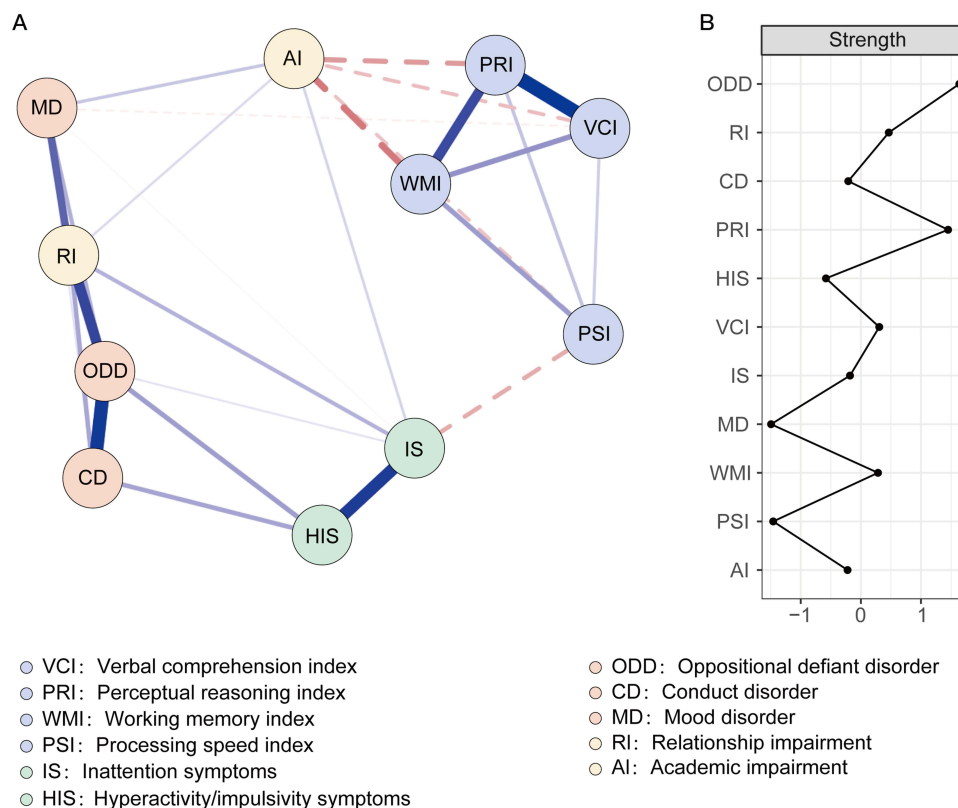 A
AI
PRI
MD
VCI
WMI
RI
PSI
ODD
IS
CD
HIS
B
Strength
ODD
RI
CD
PRI
HIS
VCI
IS
MD
WMI
PSI
AI
−1 0 1
VCI: Verbal comprehension index
PRI: Perceptual reasoning index
WMI: Working memory index
PSI: Processing speed index
IS: Inattention symptoms
HIS: Hyperactivity/impulsivity symptoms
ODD: Oppositional defiant disorder
CD: Conduct disorder
MD: Mood disorder
RI: Relationship impairment
AI: Academic impairment